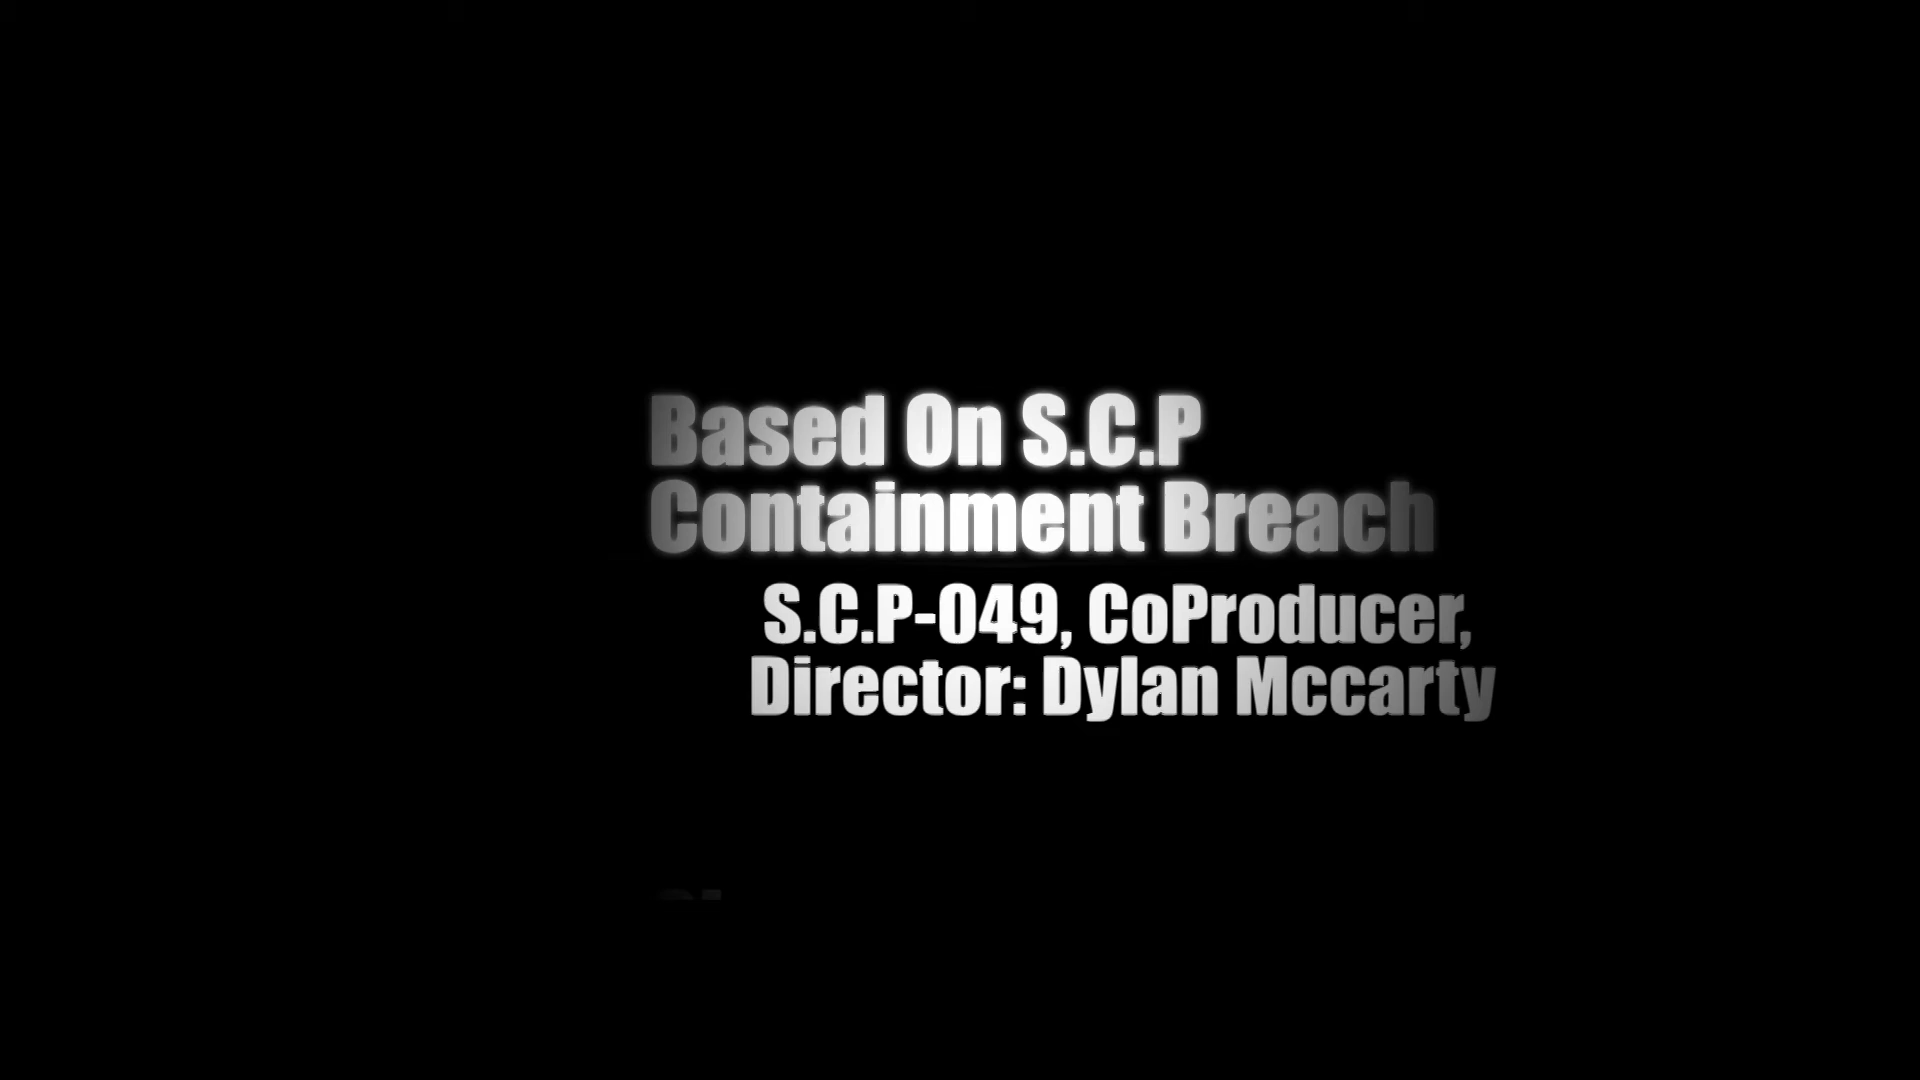 Based On S.C.P
Containment Breach
S.C.P-049, CoProducer,
Director: Dylan Mccarty